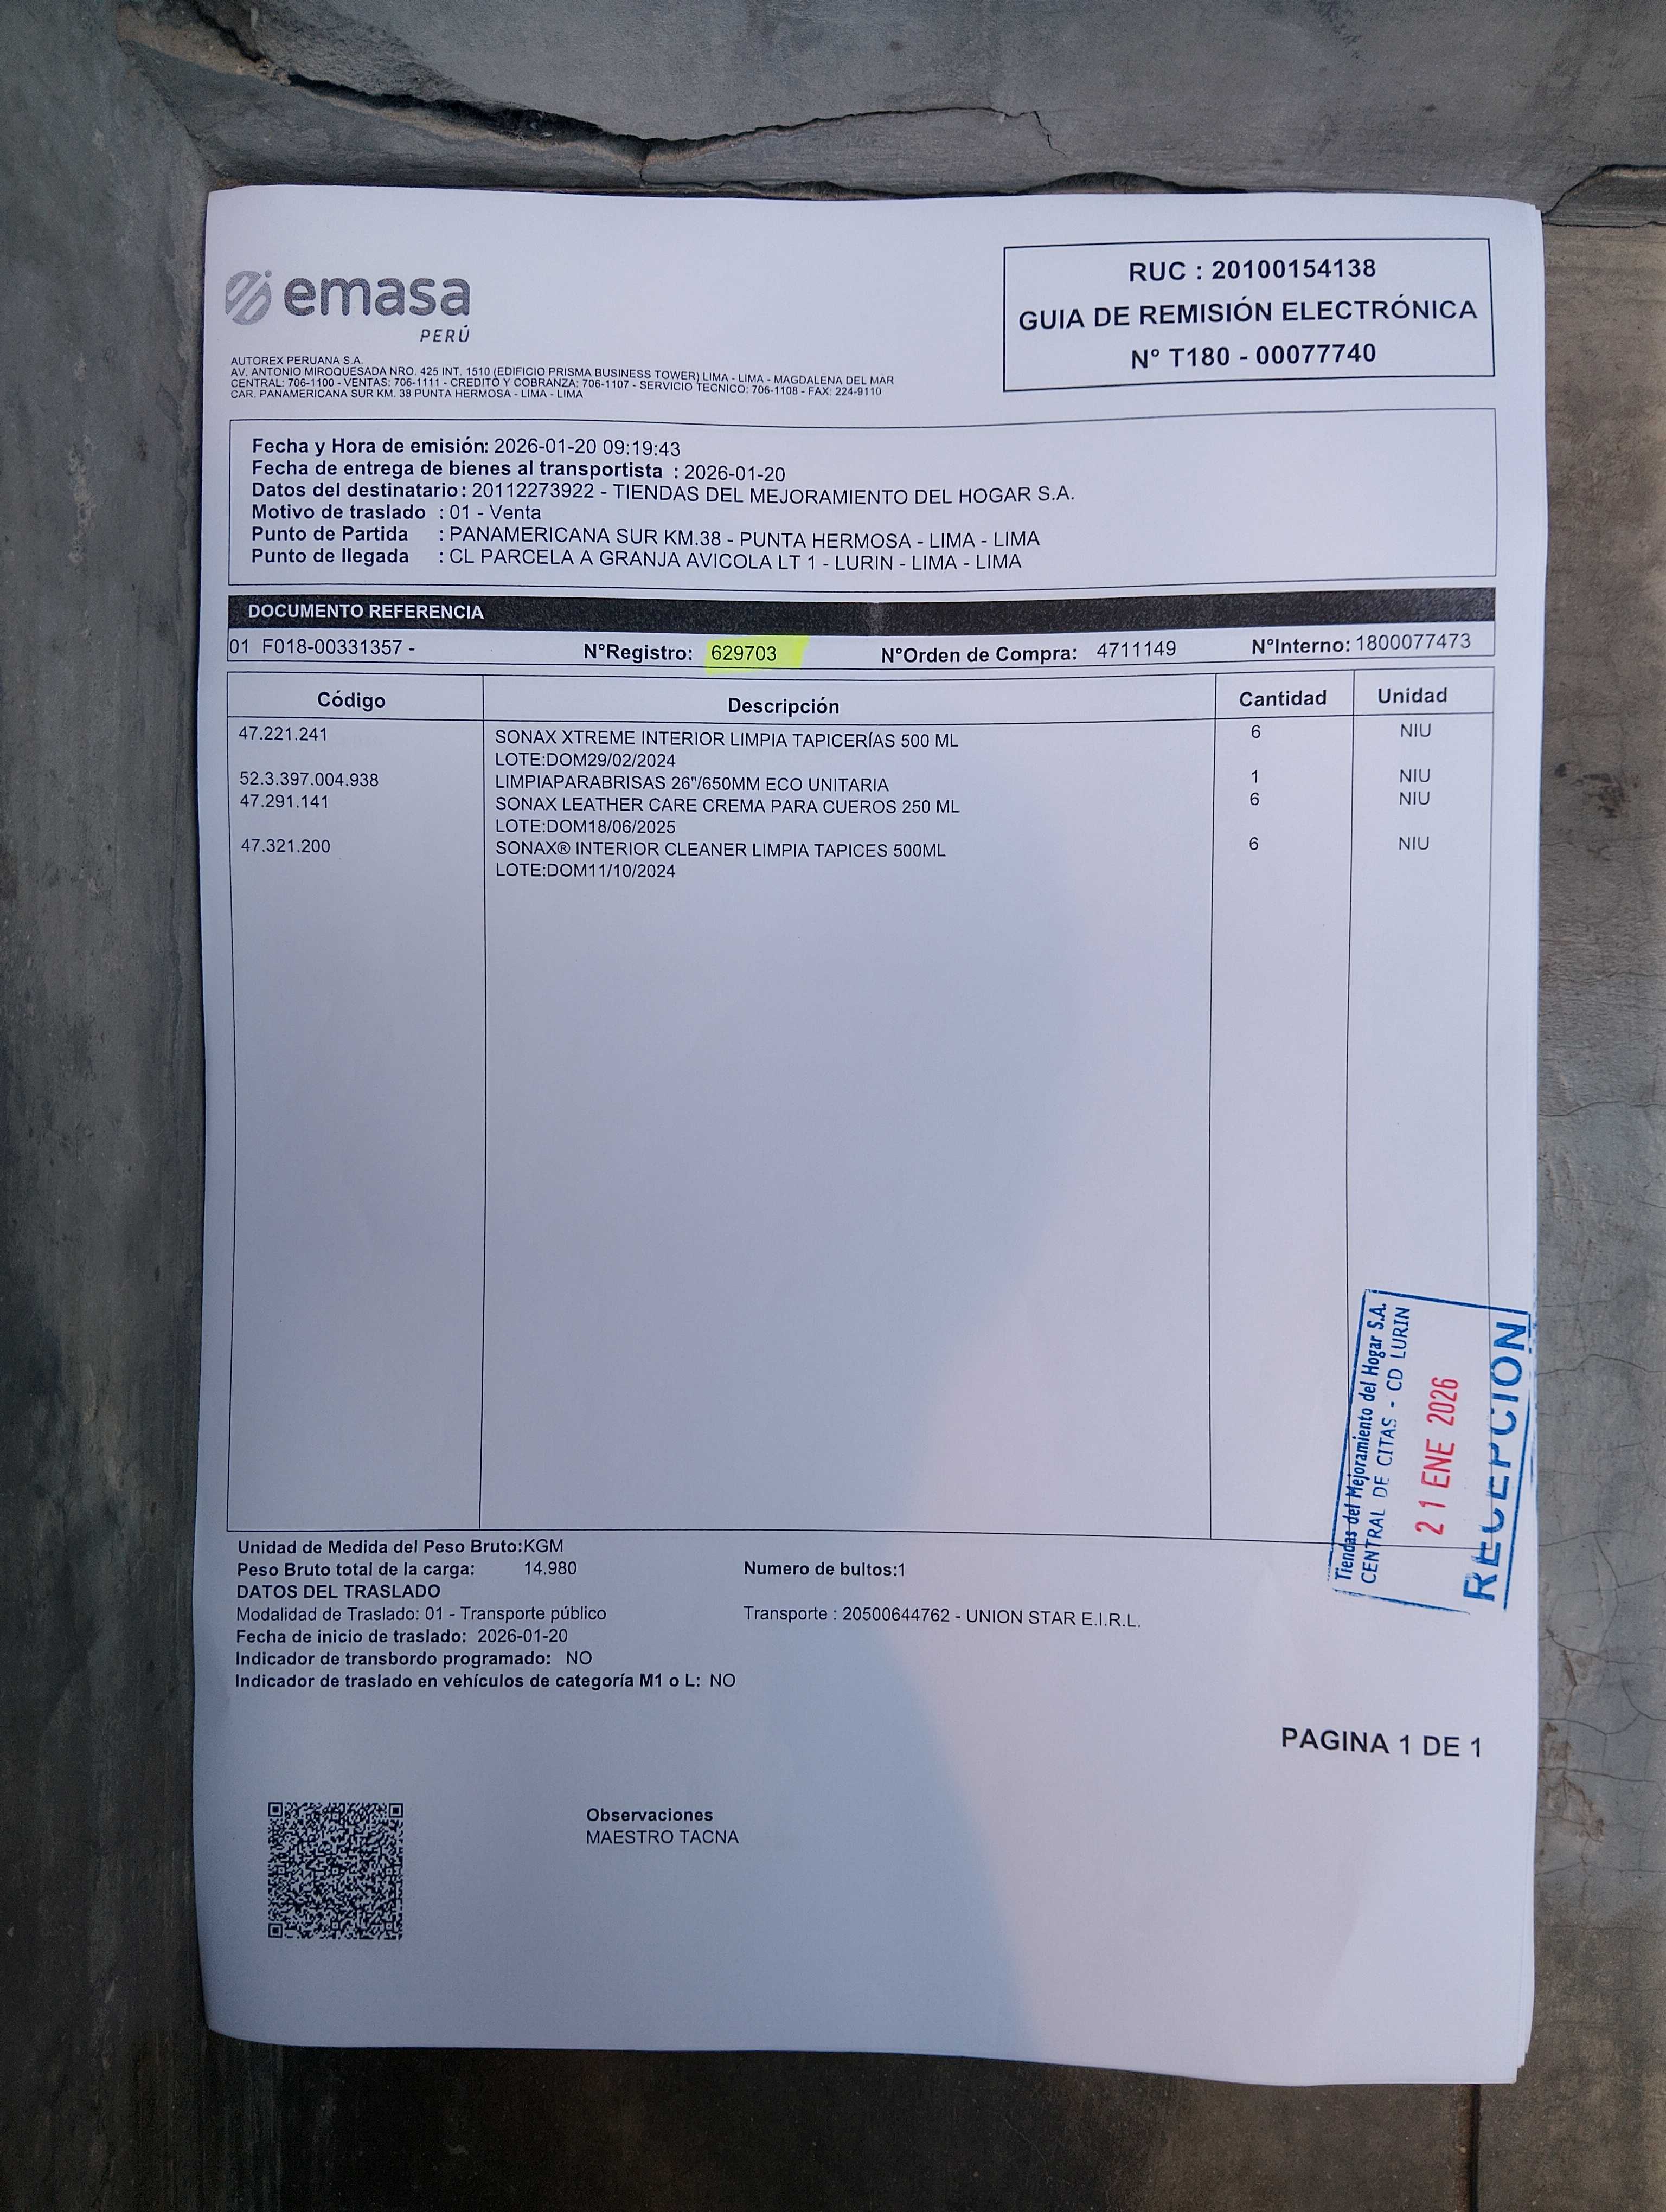 emasa
PERÚ
RUC : 20100154138
GUIA DE REMISIÓN ELECTRÓNICA
N° T180 - 00077740
AUTOREX PERUANA S.A.
AV. ANTONIO MIROQUESADA NRO. 425 INT. 1510 (EDIFICIO PRISMA BUSINESS TOWER) LIMA - LIMA - MAGDALENA DEL MAR
CENTRAL: 706-1100 - VENTAS: 706-1111 - CREDITO Y COBRANZA: 706-1107 - SERVICIO TECNICO: 706-1108 - FAX: 224-9110
CAR. PANAMERICANA SUR KM. 38 PUNTA HERMOSA - LIMA - LIMA
Fecha y Hora de emisión: 2026-01-20 09:19:43
Fecha de entrega de bienes al transportista : 2026-01-20
Datos del destinatario : 20112273922 - TIENDAS DEL MEJORAMIENTO DEL HOGAR S.A.
Motivo de traslado : 01 - Venta
Punto de Partida : PANAMERICANA SUR KM.38 - PUNTA HERMOSA - LIMA - LIMA
Punto de llegada : CL PARCELA A GRANJA AVICOLA LT 1 - LURIN - LIMA - LIMA
DOCUMENTO REFERENCIA
01 F018-00331357 - N°Registro: 629703 N°Orden de Compra: 4711149 N°Interno: 1800077473
Código Descripción Cantidad Unidad
47.221.241 SONAX XTREME INTERIOR LIMPIA TAPICERÍAS 500 ML 6 NIU
LOTE:DOM29/02/2024
52.3.397.004.938 LIMPIAPARABRISAS 26"/650MM ECO UNITARIA 1 NIU
47.291.141 SONAX LEATHER CARE CREMA PARA CUEROS 250 ML 6 NIU
LOTE:DOM18/06/2025
47.321.200 SONAX® INTERIOR CLEANER LIMPIA TAPICES 500ML 6 NIU
LOTE:DOM11/10/2024
Tiendas del Mejoramiento del Hogar S.A.
CENTRAL DE CITAS - CD LURIN
21 ENE 2026
RECEPCION
Unidad de Medida del Peso Bruto:KGM
Peso Bruto total de la carga: 14.980 Numero de bultos:1
DATOS DEL TRASLADO
Modalidad de Traslado: 01 - Transporte público Transporte : 20500644762 - UNION STAR E.I.R.L.
Fecha de inicio de traslado: 2026-01-20
Indicador de transbordo programado: NO
Indicador de traslado en vehículos de categoría M1 o L: NO
PAGINA 1 DE 1
Observaciones
MAESTRO TACNA